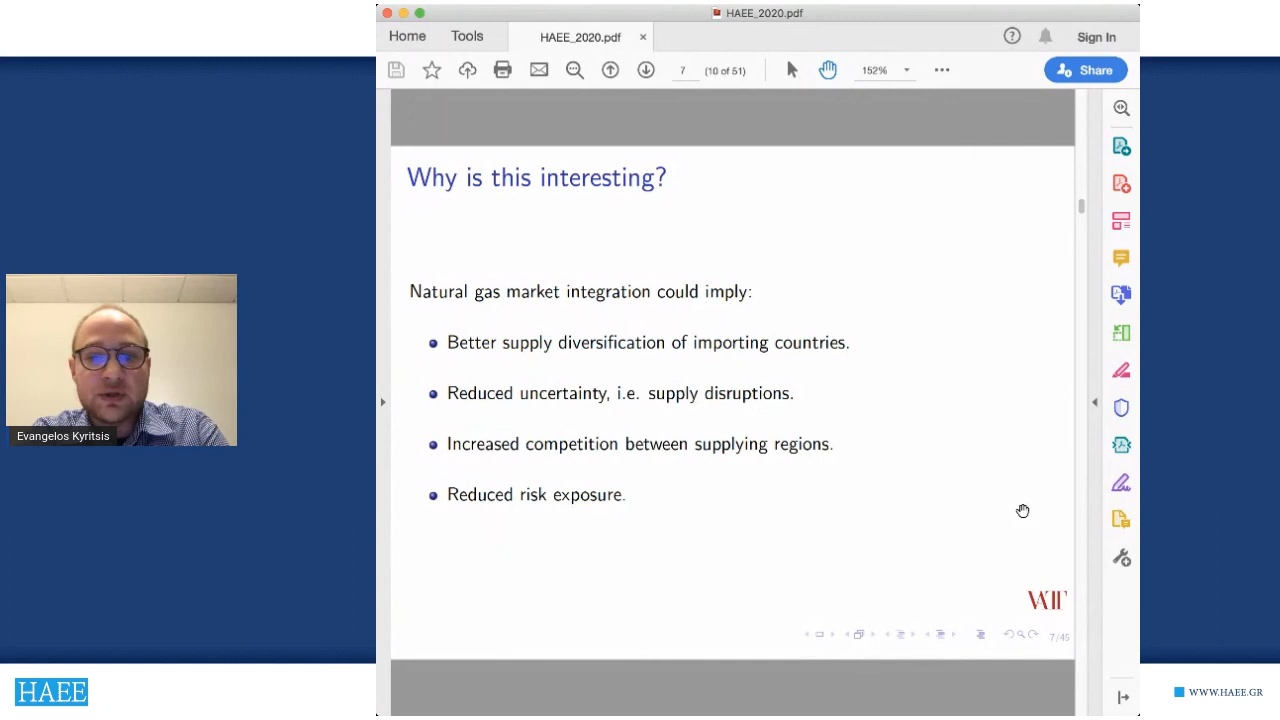 HAEE_2020.pdf
Home
Tools
HAEE_2020.pdf ×
Sign In
7 (10 of 51)
152%
Share
Why is this interesting?
Natural gas market integration could imply:
Better supply diversification of importing countries.
Reduced uncertainty, i.e. supply disruptions.
Increased competition between supplying regions.
Reduced risk exposure.
7/45
Evangelos Kyritsis
HAEE
WWW.HAEE.GR